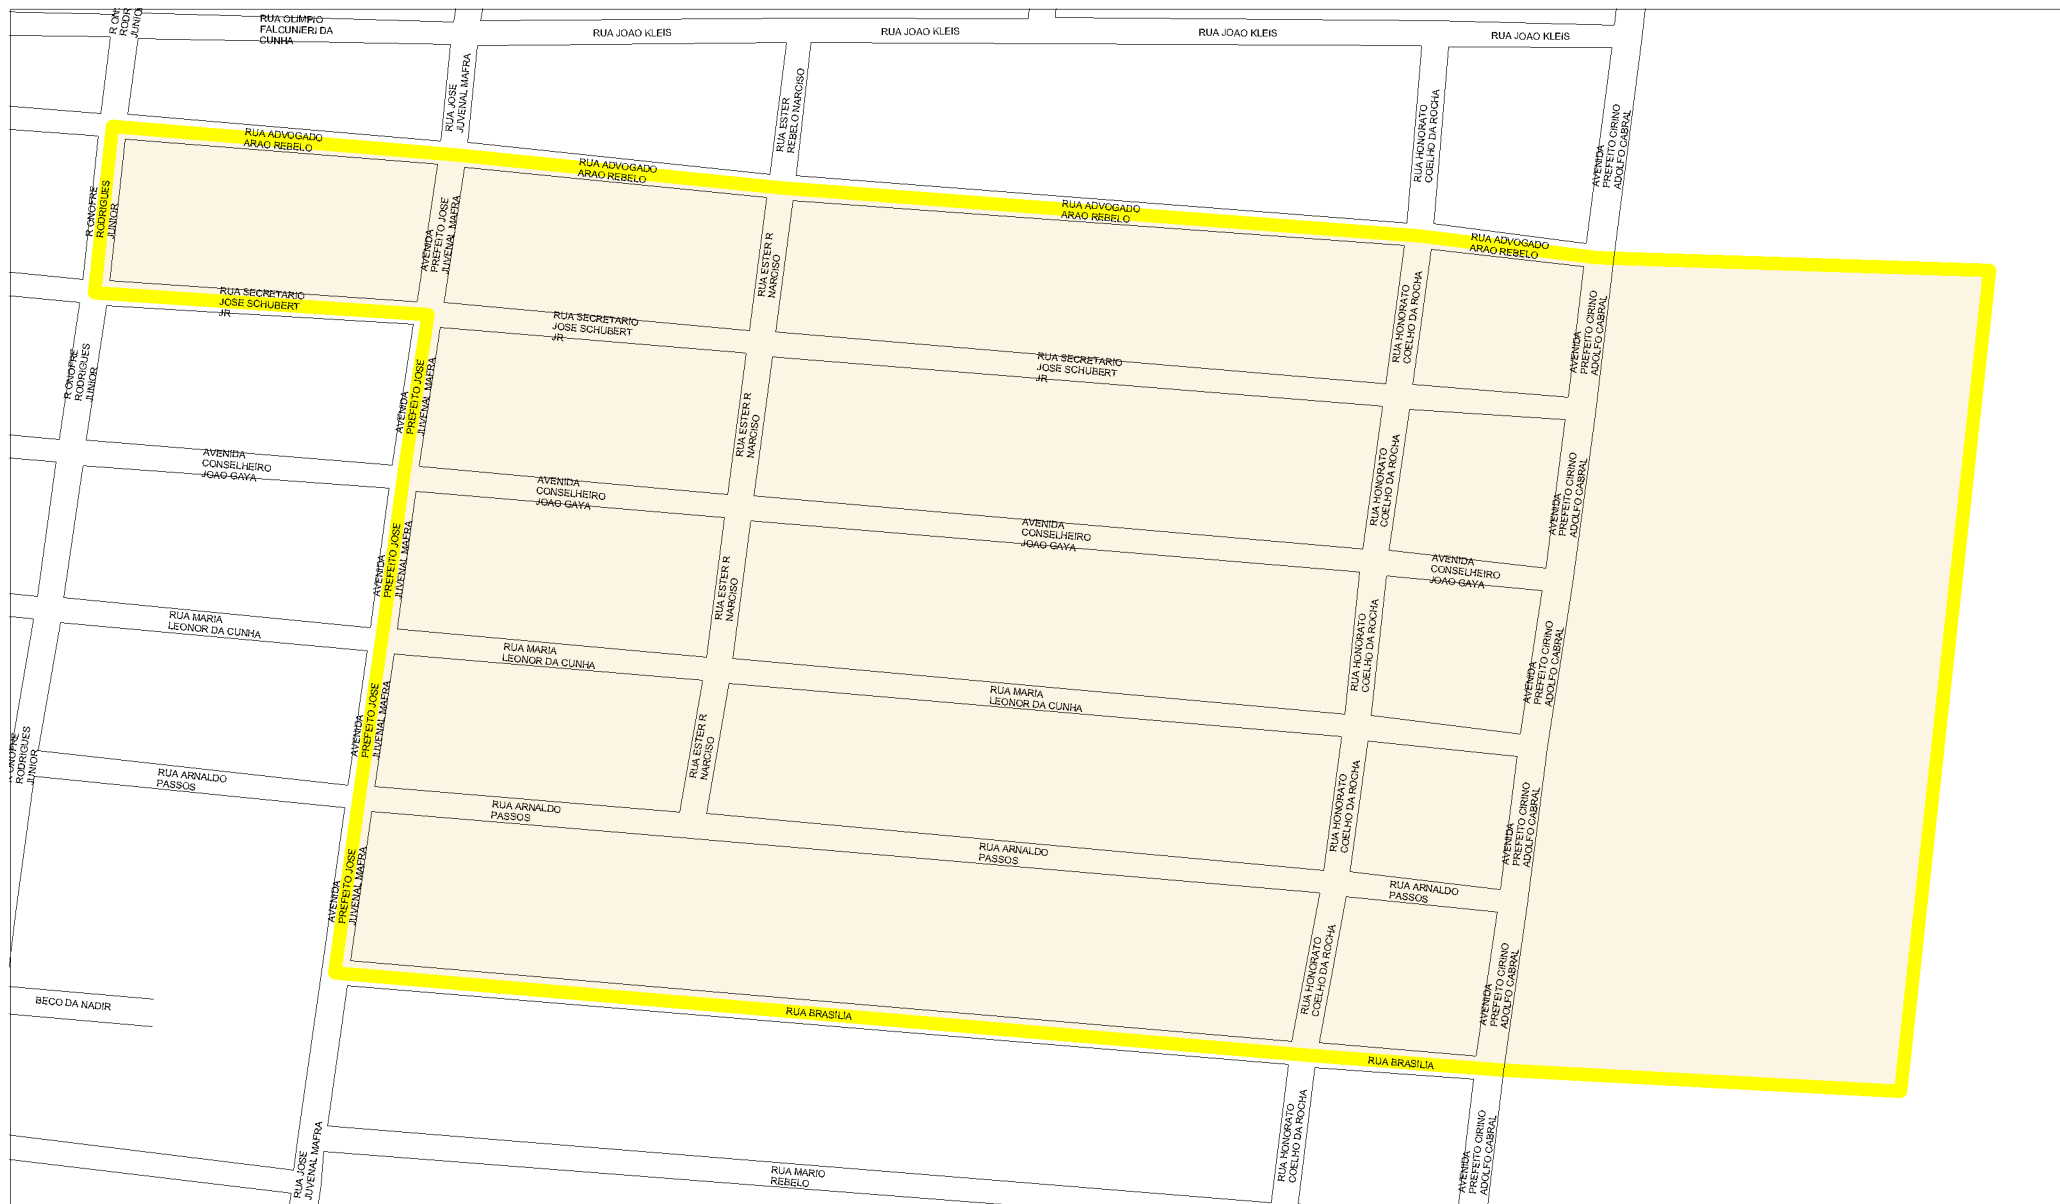 R ONOFRE
RODRIGUES
JUNIOR
RUA OLIMPIO
FALCUNIERI DA
CUNHA
RUA JOAO KLEIS
RUA JOAO KLEIS
RUA JOAO KLEIS
RUA JOAO KLEIS
RUA JOSE
JUVENAL MAFRA
RUA ESTER
REBELO NARCISO
RUA HONORATO
COELHO DA ROCHA
AVENIDA
PREFEITO CIRINO
ADOLFO CABRAL
RUA ADVOGADO
ARAO REBELO
RUA ADVOGADO
ARAO REBELO
RUA ADVOGADO
ARAO REBELO
RUA ADVOGADO
ARAO REBELO
R ONOFRE
RODRIGUES
JUNIOR
AVENIDA
PREFEITO JOSE
JUVENAL MAFRA
RUA ESTER R
NARCISO
RUA HONORATO
COELHO DA ROCHA
AVENIDA
PREFEITO CIRINO
ADOLFO CABRAL
RUA SECRETARIO
JOSE SCHUBERT
JR
RUA SECRETARIO
JOSE SCHUBERT
JR
RUA SECRETARIO
JOSE SCHUBERT
JR
R ONOFRE
RODRIGUES
JUNIOR
AVENIDA
PREFEITO JOSE
JUVENAL MAFRA
RUA ESTER R
NARCISO
RUA HONORATO
COELHO DA ROCHA
AVENIDA
PREFEITO CIRINO
ADOLFO CABRAL
AVENIDA
CONSELHEIRO
JOAO GAYA
AVENIDA
CONSELHEIRO
JOAO GAYA
AVENIDA
CONSELHEIRO
JOAO GAYA
AVENIDA
CONSELHEIRO
JOAO GAYA
AVENIDA
PREFEITO JOSE
JUVENAL MAFRA
RUA ESTER R
NARCISO
RUA HONORATO
COELHO DA ROCHA
AVENIDA
PREFEITO CIRINO
ADOLFO CABRAL
RUA MARIA
LEONOR DA CUNHA
RUA MARIA
LEONOR DA CUNHA
RUA MARIA
LEONOR DA CUNHA
R ONOFRE
RODRIGUES
JUNIOR
AVENIDA
PREFEITO JOSE
JUVENAL MAFRA
RUA ESTER R
NARCISO
RUA HONORATO
COELHO DA ROCHA
AVENIDA
PREFEITO CIRINO
ADOLFO CABRAL
RUA ARNALDO
PASSOS
RUA ARNALDO
PASSOS
RUA ARNALDO
PASSOS
RUA ARNALDO
PASSOS
AVENIDA
PREFEITO JOSE
JUVENAL MAFRA
RUA HONORATO
COELHO DA ROCHA
AVENIDA
PREFEITO CIRINO
ADOLFO CABRAL
BECO DA NADIR
RUA BRASILIA
RUA BRASILIA
RUA JOSE
JUVENAL MAFRA
RUA MARIO
REBELO
RUA HONORATO
COELHO DA ROCHA
AVENIDA
PREFEITO CIRINO
ADOLFO CABRAL